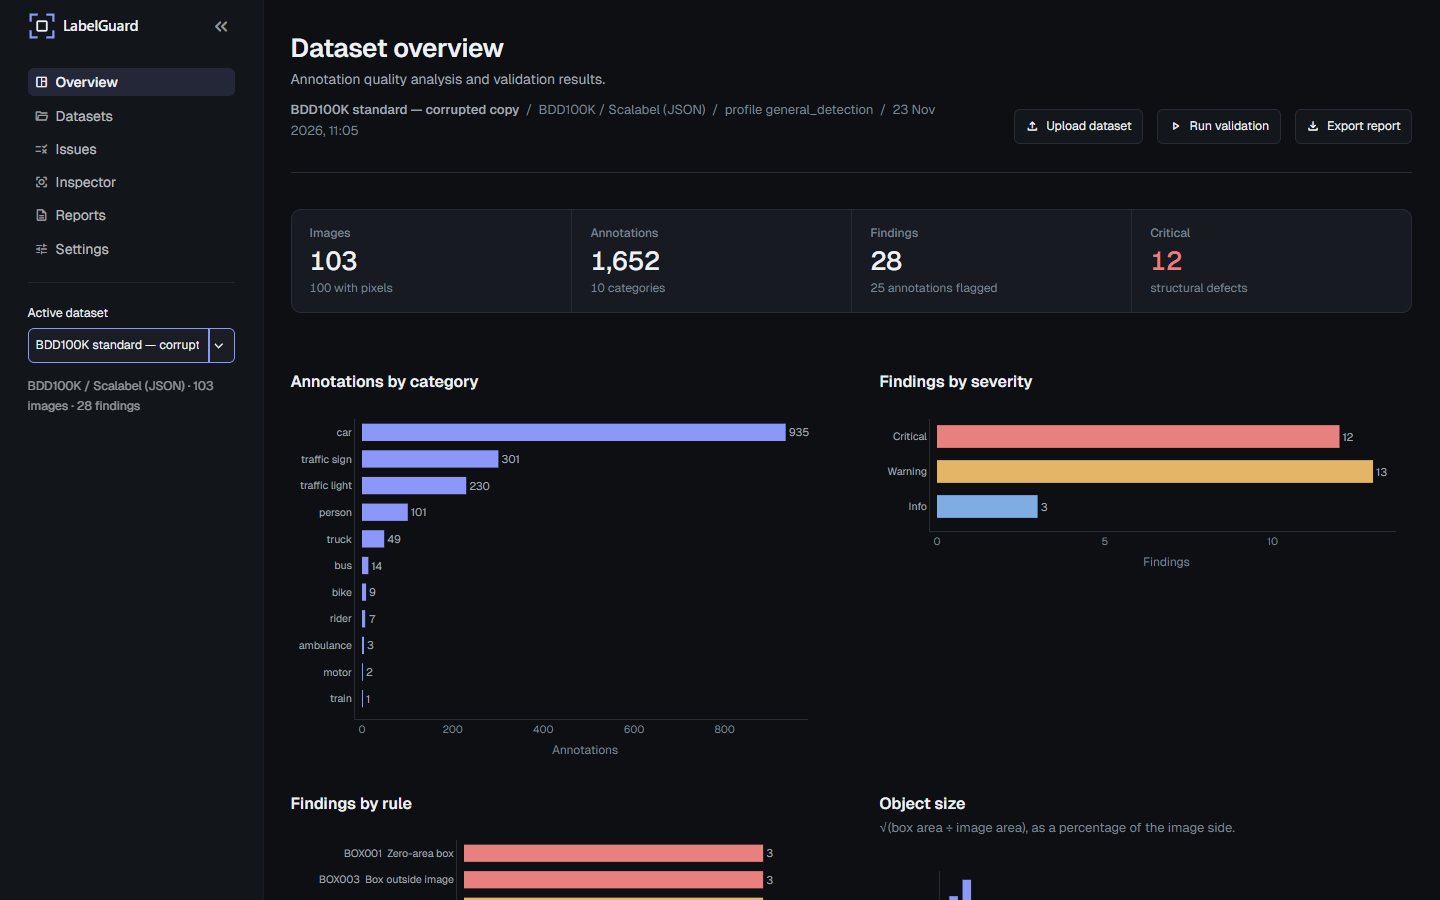 LabelGuard
Overview
Datasets
Issues
Inspector
Reports
Settings
Active dataset
BDD100K standard — corrupt
BDD100K / Scalabel (JSON) · 103
images · 28 findings
Dataset overview
Annotation quality analysis and validation results.
BDD100K standard — corrupted copy / BDD100K / Scalabel (JSON) / profile general_detection / 23 Nov
2026, 11:05
Upload dataset
Run validation
Export report
Images
103
100 with pixels
Annotations
1,652
10 categories
Findings
28
25 annotations flagged
Critical
12
structural defects
Annotations by category
car 935
traffic sign 301
traffic light 230
person 101
truck 49
bus 14
bike 9
rider 7
ambulance 3
motor 2
train 1
0 200 400 600 800
Annotations
Findings by severity
Critical 12
Warning 13
Info 3
0 5 10
Findings
Findings by rule
BOX001 Zero-area box 3
BOX003 Box outside image 3
Object size
√(box area ÷ image area), as a percentage of the image side.